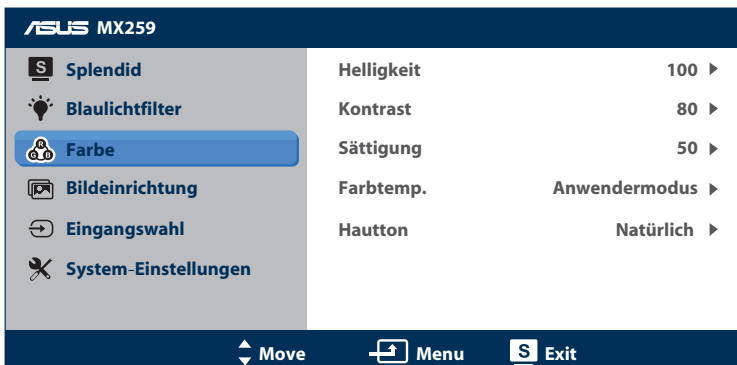 ASUS MX259
S Splendid
Blaulichtfilter
R G B Farbe
Bildeinrichtung
Eingangswahl
System-Einstellungen
Helligkeit 100
Kontrast 80
Sättigung 50
Farbtemp. Anwendermodus
Hautton Natürlich
Move Menu S Exit